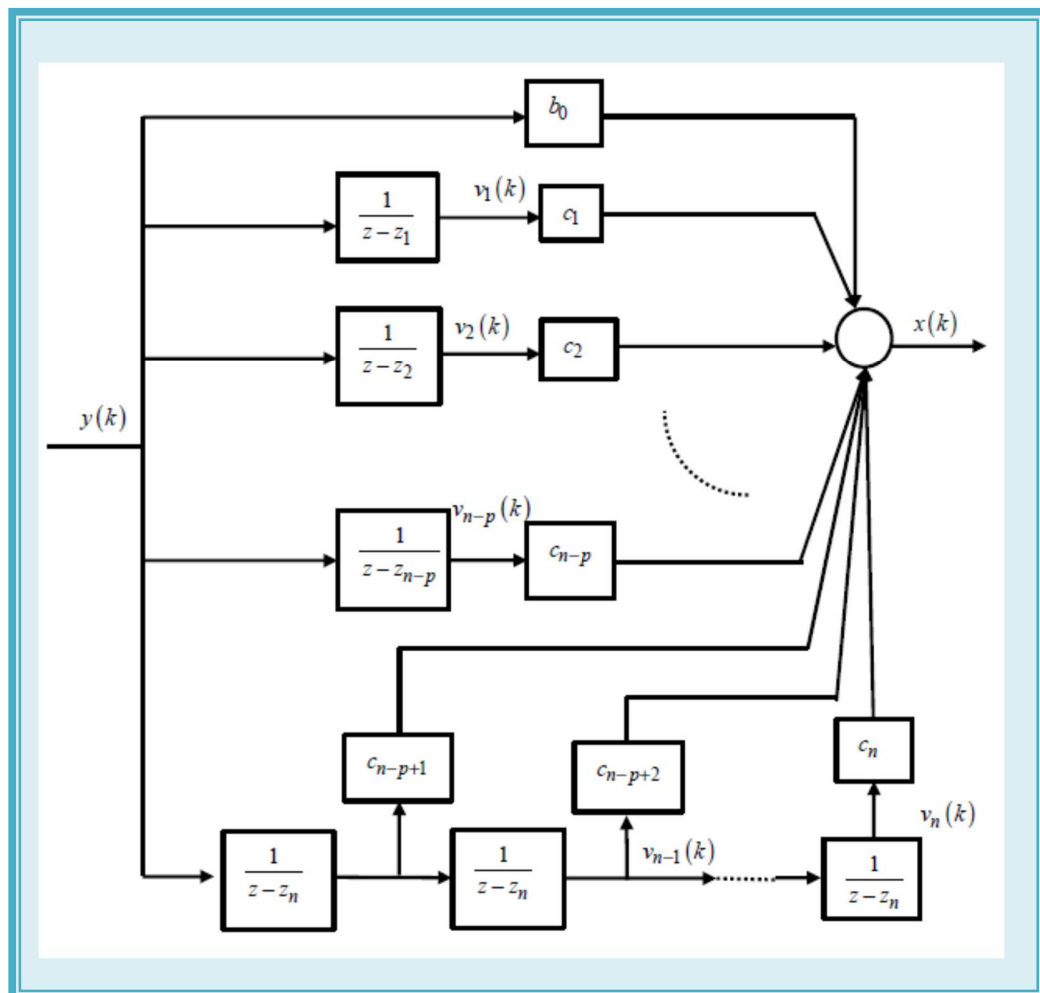 b₀
1/(z−z₁) v₁(k) c₁
1/(z−z₂) v₂(k) c₂ x(k)
y(k)
1/(z−zₙ₋ₚ) vₙ₋ₚ(k) cₙ₋ₚ
cₙ₋ₚ₊₁ cₙ₋ₚ₊₂ cₙ
1/(z−zₙ) 1/(z−zₙ) vₙ₋₁(k) 1/(z−zₙ) vₙ(k)